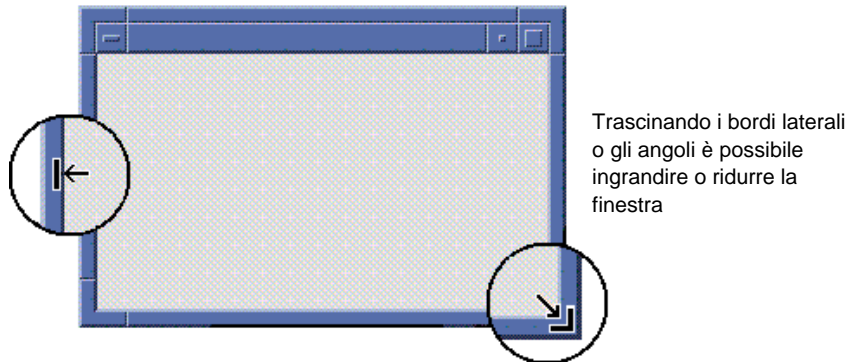 Trascinando i bordi laterali
o gli angoli è possibile
ingrandire o ridurre la
finestra